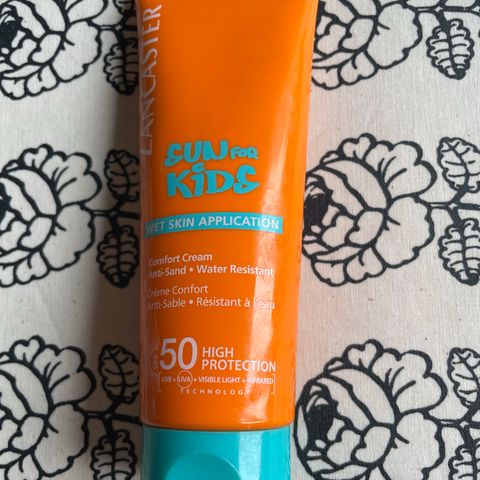 LANCASTER
SUN FOR
KIDS
WET SKIN APPLICATION
Comfort Cream
Anti-Sand • Water Resistant
Crème Confort
Anti-Sable • Résistant à l'eau
SPF 50 HIGH
PROTECTION
UVB + UVA + VISIBLE LIGHT + INFRARED
TECHNOLOGY